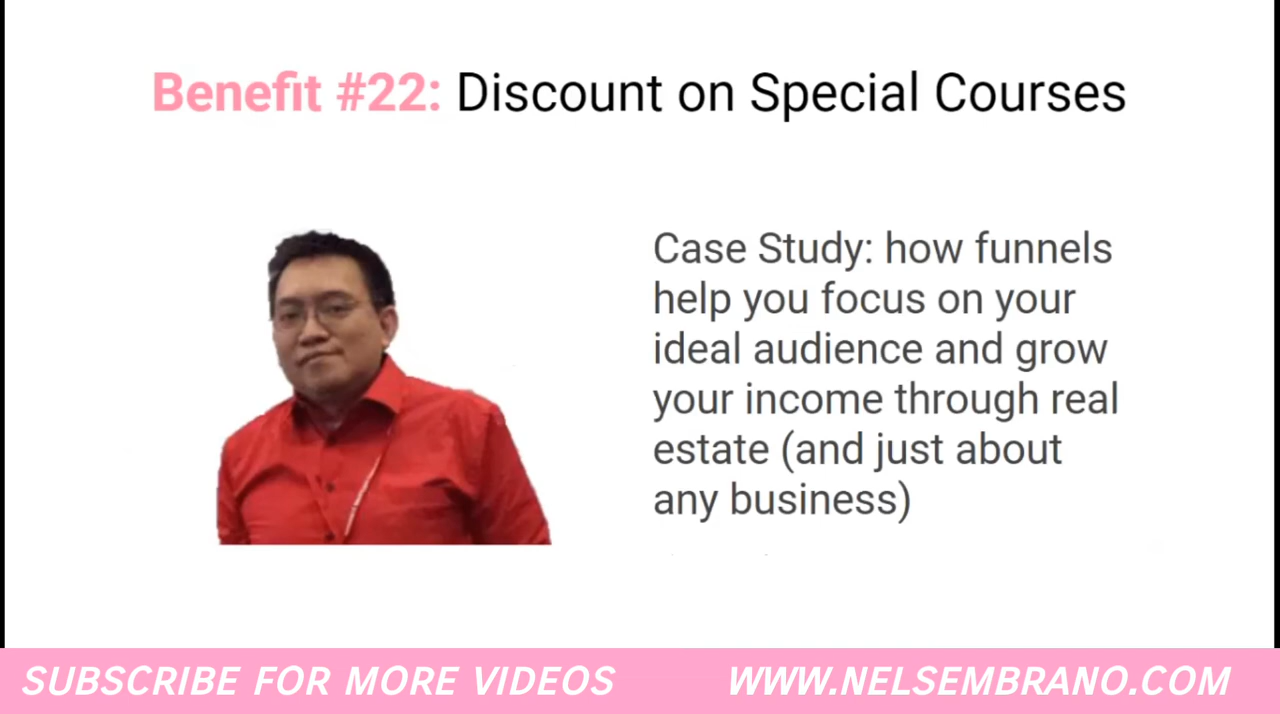 Benefit #22: Discount on Special Courses
Case Study: how funnels
help you focus on your
ideal audience and grow
your income through real
estate (and just about
any business)
SUBSCRIBE FOR MORE VIDEOS
WWW.NELSEMBRANO.COM